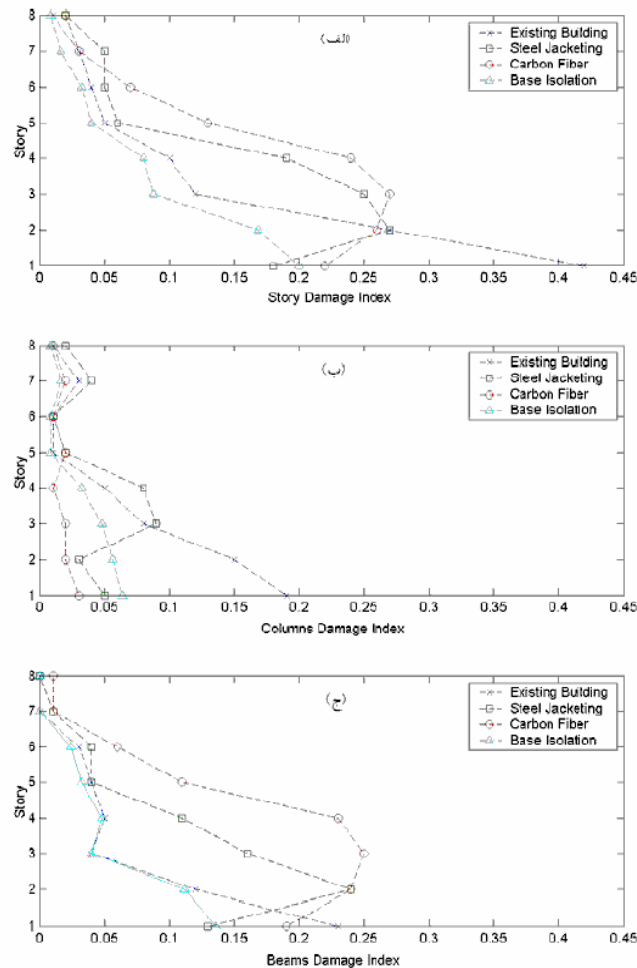 (الف)
Existing Building
Steel Jacketing
Carbon Fiber
Base Isolation
Story
8
7
6
5
4
3
2
1
0 0.05 0.1 0.15 0.2 0.25 0.3 0.35 0.4 0.45
Story Damage Index
(ب)
Existing Building
Steel Jacketing
Carbon Fiber
Base Isolation
Story
8
7
6
5
4
3
2
1
0 0.05 0.1 0.15 0.2 0.25 0.3 0.35 0.4 0.45
Columns Damage Index
(ج)
Existing Building
Steel Jacketing
Carbon Fiber
Base Isolation
Story
8
7
6
5
4
3
2
1
0 0.05 0.1 0.15 0.2 0.25 0.3 0.35 0.4 0.45
Beams Damage Index